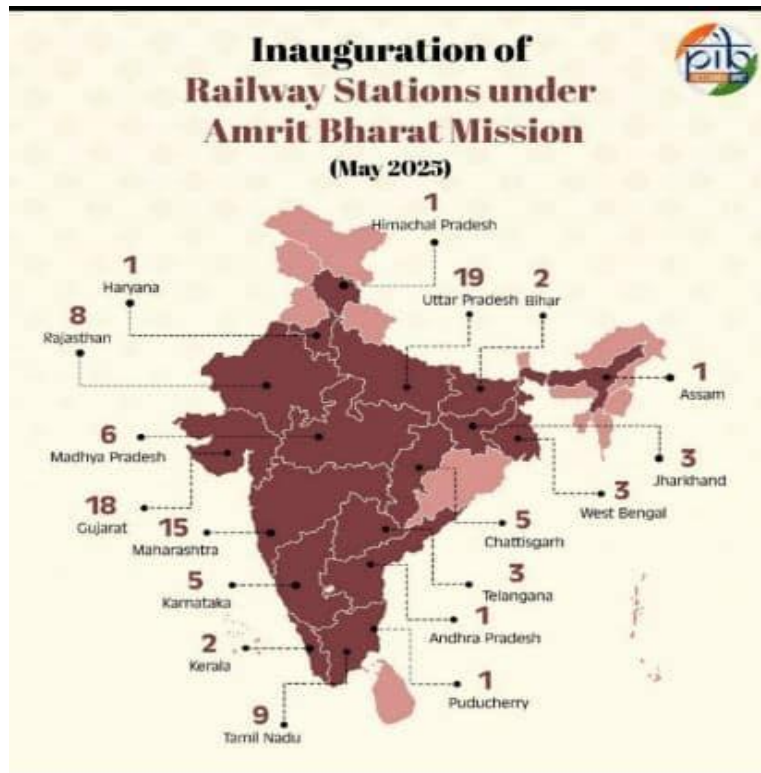 Inauguration of
Railway Stations under
Amrit Bharat Mission
(May 2025)
pib
1
Himachal Pradesh
1
Haryana
19
Uttar Pradesh
2
Bihar
8
Rajasthan
1
Assam
6
Madhya Pradesh
3
Jharkhand
3
West Bengal
18
Gujarat
15
Maharashtra
5
Chattisgarh
5
Karnataka
3
Telangana
1
Andhra Pradesh
2
Kerala
1
Puducherry
9
Tamil Nadu